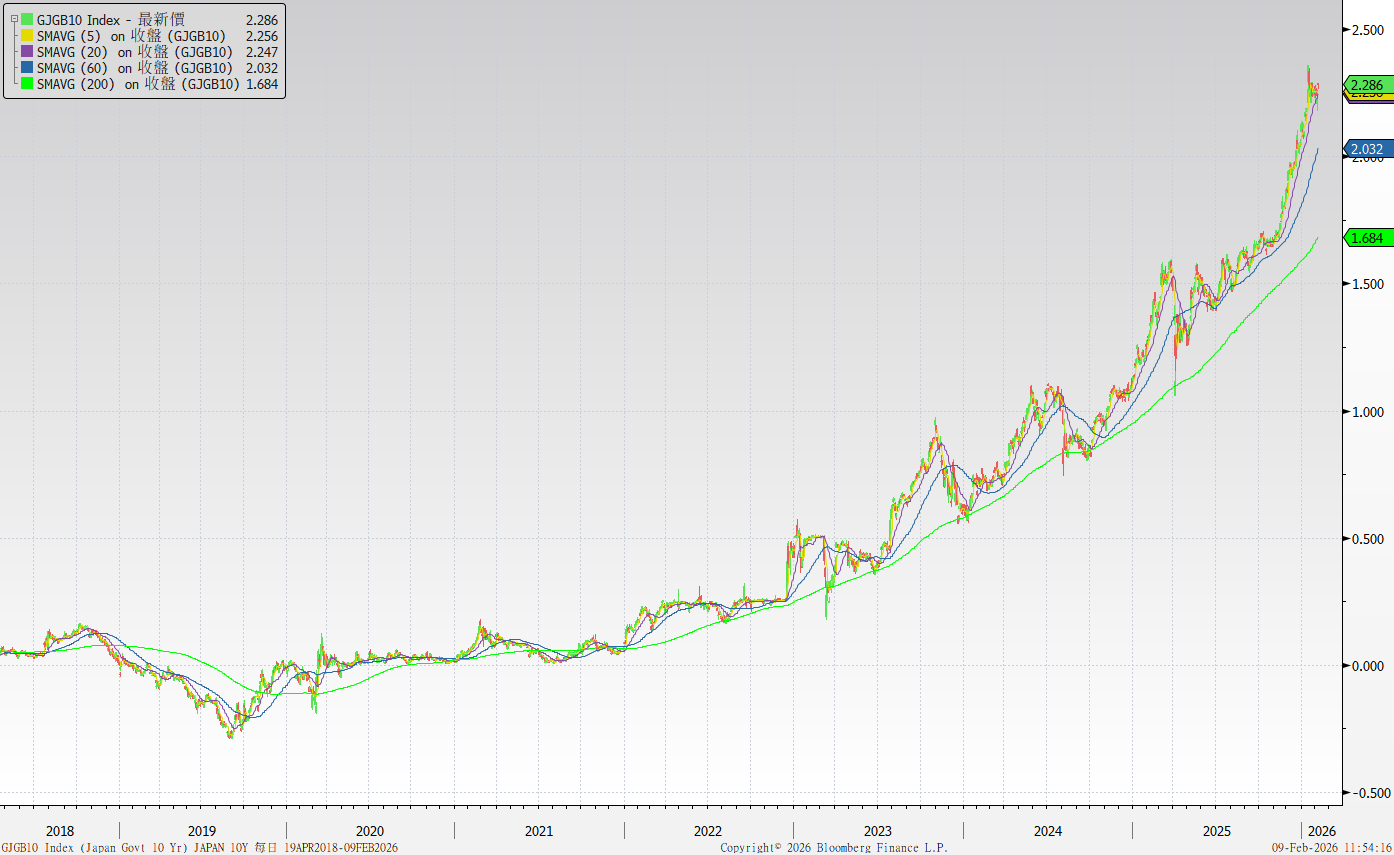 GJGB10 Index - 最新價 2.286
SMAVG (5) on 收盤 (GJGB10) 2.256
SMAVG (20) on 收盤 (GJGB10) 2.247
SMAVG (60) on 收盤 (GJGB10) 2.032
SMAVG (200) on 收盤 (GJGB10) 1.684
2.500
2.286
2.256
2.032
2.000
1.684
1.500
1.000
0.500
0.000
-0.500
2018 2019 2020 2021 2022 2023 2024 2025 2026
GJGB10 Index (Japan Govt 10 Yr) JAPAN 10Y 每日 19APR2018-09FEB2026 Copyright© 2026 Bloomberg Finance L.P. 09-Feb-2026 11:54:16